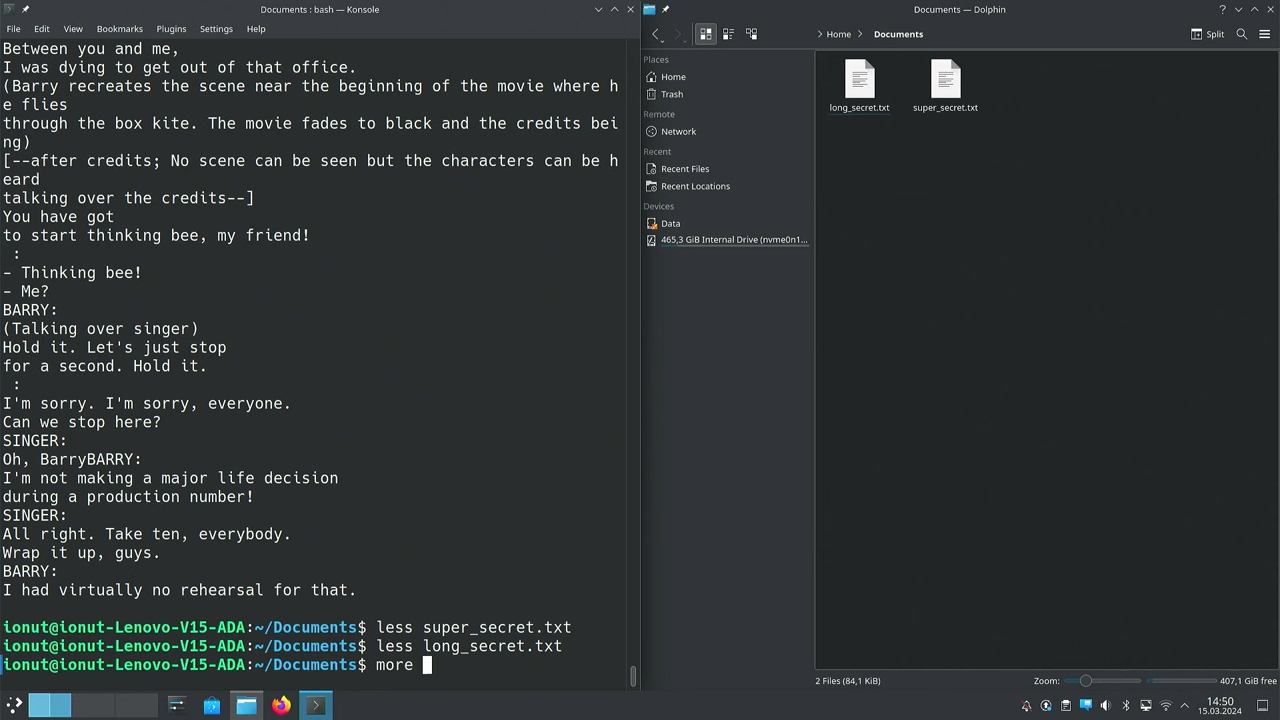 Documents : bash — Konsole
File Edit View Bookmarks Plugins Settings Help
Between you and me,
I was dying to get out of that office.
(Barry recreates the scene near the beginning of the movie where h
e flies
through the box kite. The movie fades to black and the credits bei
ng)
[--after credits; No scene can be seen but the characters can be h
eard
talking over the credits--]
You have got
to start thinking bee, my friend!
:
- Thinking bee!
- Me?
BARRY:
(Talking over singer)
Hold it. Let's just stop
for a second. Hold it.
:
I'm sorry. I'm sorry, everyone.
Can we stop here?
SINGER:
Oh, BarryBARRY:
I'm not making a major life decision
during a production number!
SINGER:
All right. Take ten, everybody.
Wrap it up, guys.
BARRY:
I had virtually no rehearsal for that.
ionut@ionut-Lenovo-V15-ADA:~/Documents$ less super_secret.txt
ionut@ionut-Lenovo-V15-ADA:~/Documents$ less long_secret.txt
ionut@ionut-Lenovo-V15-ADA:~/Documents$ more
Documents — Dolphin
Home > Documents
Split
Places
Home
Trash
Remote
Network
Recent
Recent Files
Recent Locations
Devices
Data
465,3 GiB Internal Drive (nvme0n1...
long_secret.txt
super_secret.txt
2 Files (84,1 KiB)
Zoom:
407,1 GiB free
14:50
15.03.2024